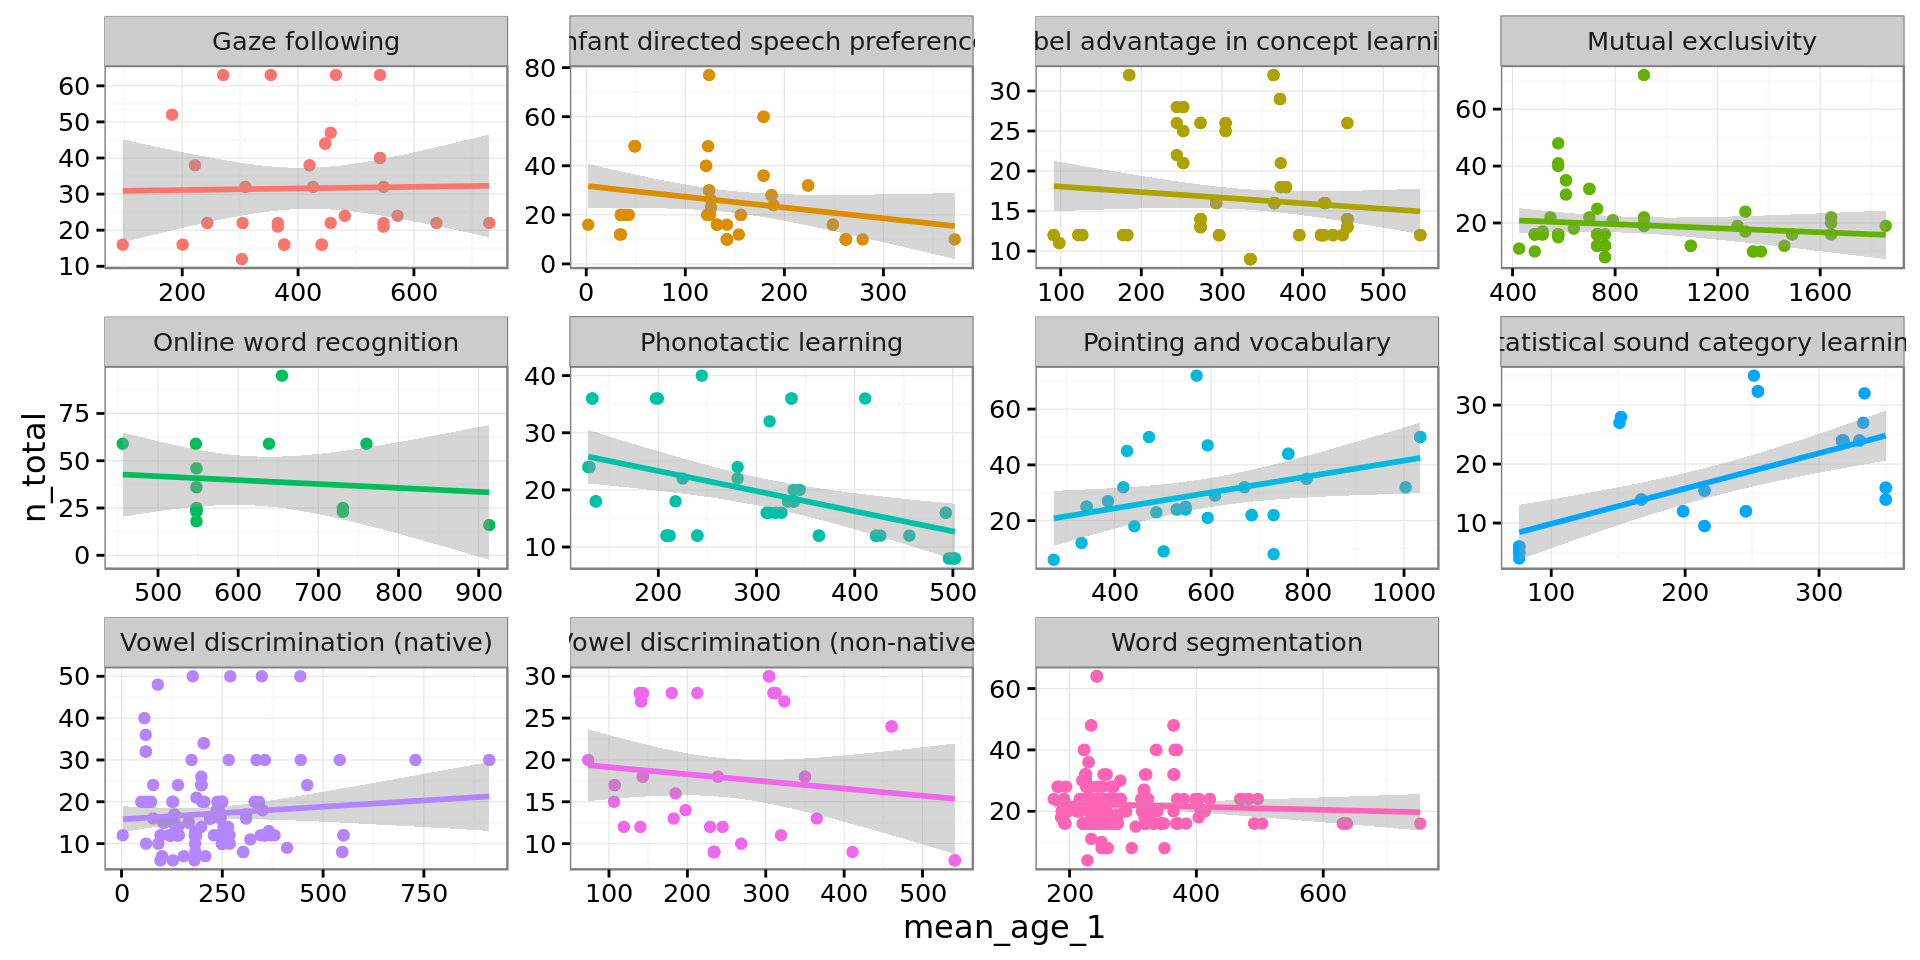 Gaze following
nfant directed speech preferenc
bel advantage in concept learni
Mutual exclusivity
60
50
40
30
20
10
200 400 600
80
60
40
20
0
0 100 200 300
30
25
20
15
10
100 200 300 400 500
60
40
20
400 800 1200 1600
Online word recognition
Phonotactic learning
Pointing and vocabulary
tatistical sound category learnin
75
50
25
0
500 600 700 800 900
40
30
20
10
200 300 400 500
60
40
20
400 600 800 1000
30
20
10
100 200 300
Vowel discrimination (native)
Vowel discrimination (non-native
Word segmentation
50
40
30
20
10
0 250 500 750
30
25
20
15
10
100 200 300 400 500
60
40
20
200 400 600
n_total
mean_age_1